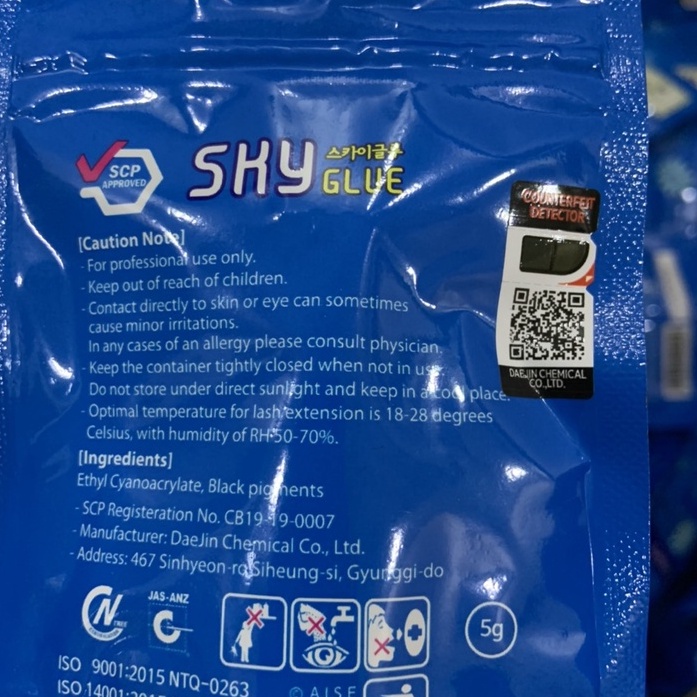 SCP
APPROVED
SKY
스카이글루
GLUE
COUNTERFEIT
DETECTOR
[Caution Note]
- For professional use only.
- Keep out of reach of children.
- Contact directly to skin or eye can sometimes
cause minor irritations.
In any cases of an allergy please consult physician.
- Keep the container tightly closed when not in use
Do not store under direct sunlight and keep in a cool place.
- Optimal temperature for lash extension is 18-28 degrees
Celsius, with humidity of RH 50-70%.
DAEJIN CHEMICAL
CO.,LTD.
[Ingredients]
Ethyl Cyanoacrylate, Black pigments
- SCP Registeration No. CB19-19-0007
- Manufacturer: DaeJin Chemical Co., Ltd.
- Address: 467 Sinhyeon-ro Siheung-si, Gyunggi-do
N
JAS-ANZ
5g
ISO 9001:2015 NTQ-0263